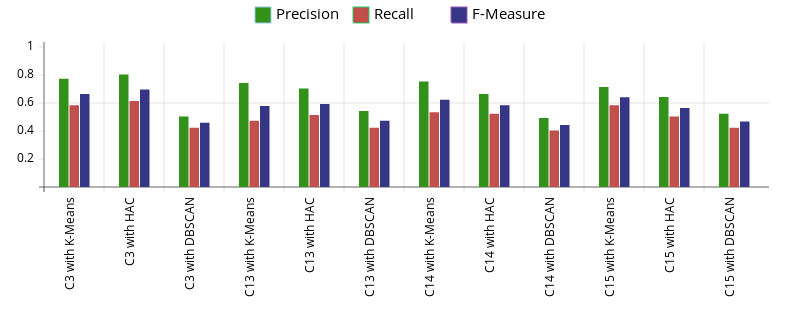 Precision Recall F-Measure
1
0.8
0.6
0.4
0.2
C3 with K-Means
C3 with HAC
C3 with DBSCAN
C13 with K-Means
C13 with HAC
C13 with DBSCAN
C14 with K-Means
C14 with HAC
C14 with DBSCAN
C15 with K-Means
C15 with HAC
C15 with DBSCAN